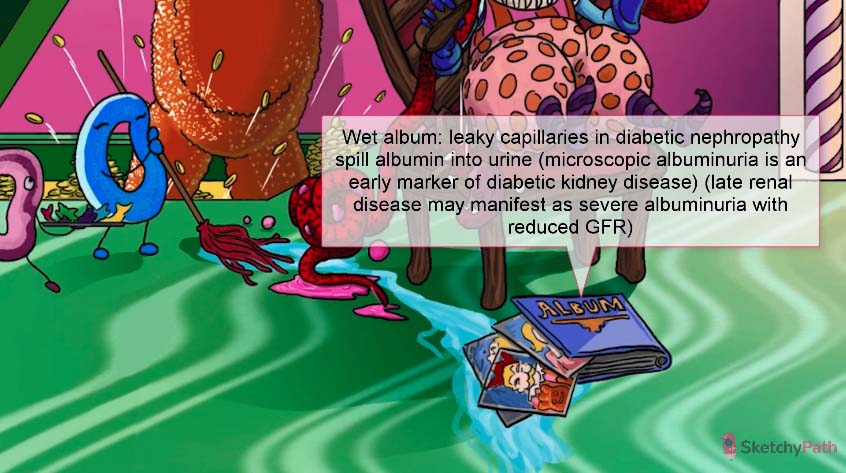 Wet album: leaky capillaries in diabetic nephropathy
spill albumin into urine (microscopic albuminuria is an
early marker of diabetic kidney disease) (late renal
disease may manifest as severe albuminuria with
reduced GFR)
ALBUM
SketchyPath